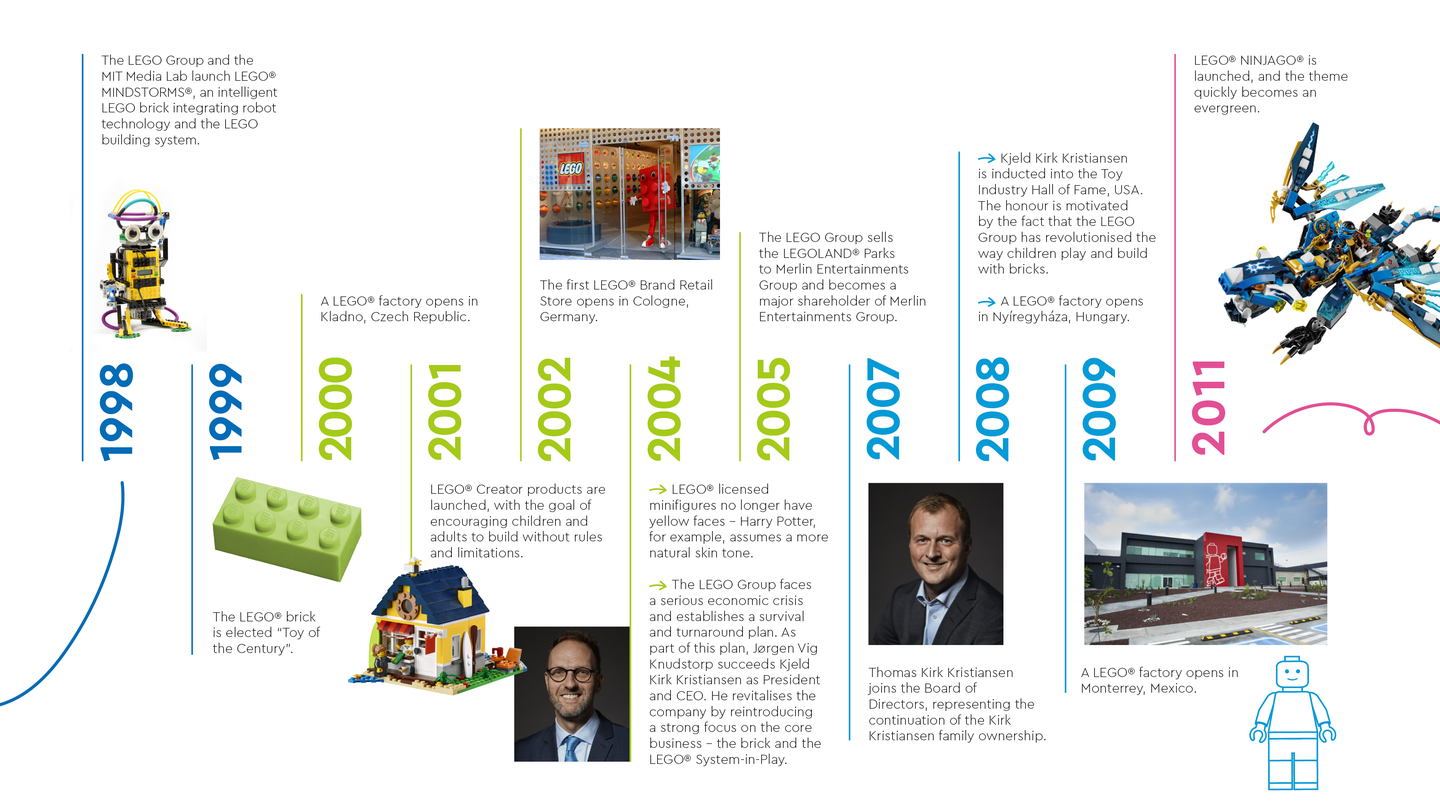 The LEGO Group and the
MIT Media Lab launch LEGO®
MINDSTORMS®, an intelligent
LEGO brick integrating robot
technology and the LEGO
building system.
1998
1999
The LEGO® brick
is elected “Toy of
the Century”.
A LEGO® factory opens in
Kladno, Czech Republic.
2000
2001
LEGO® Creator products are
launched, with the goal of
encouraging children and
adults to build without rules
and limitations.
LEGO
The first LEGO® Brand Retail
Store opens in Cologne,
Germany.
2002
2004
→ LEGO® licensed
minifigures no longer have
yellow faces – Harry Potter,
for example, assumes a more
natural skin tone.
→ The LEGO Group faces
a serious economic crisis
and establishes a survival
and turnaround plan. As
part of this plan, Jørgen Vig
Knudstorp succeeds Kjeld
Kirk Kristiansen as President
and CEO. He revitalises the
company by reintroducing
a strong focus on the core
business – the brick and the
LEGO® System-in-Play.
The LEGO Group sells
the LEGOLAND® Parks
to Merlin Entertainments
Group and becomes a
major shareholder of Merlin
Entertainments Group.
2005
2007
Thomas Kirk Kristiansen
joins the Board of
Directors, representing the
continuation of the Kirk
Kristiansen family ownership.
→ Kjeld Kirk Kristiansen
is inducted into the Toy
Industry Hall of Fame, USA.
The honour is motivated
by the fact that the LEGO
Group has revolutionised the
way children play and build
with bricks.
→ A LEGO® factory opens
in Nyíregyháza, Hungary.
2008
2009
A LEGO® factory opens in
Monterrey, Mexico.
LEGO® NINJAGO® is
launched, and the theme
quickly becomes an
evergreen.
2011